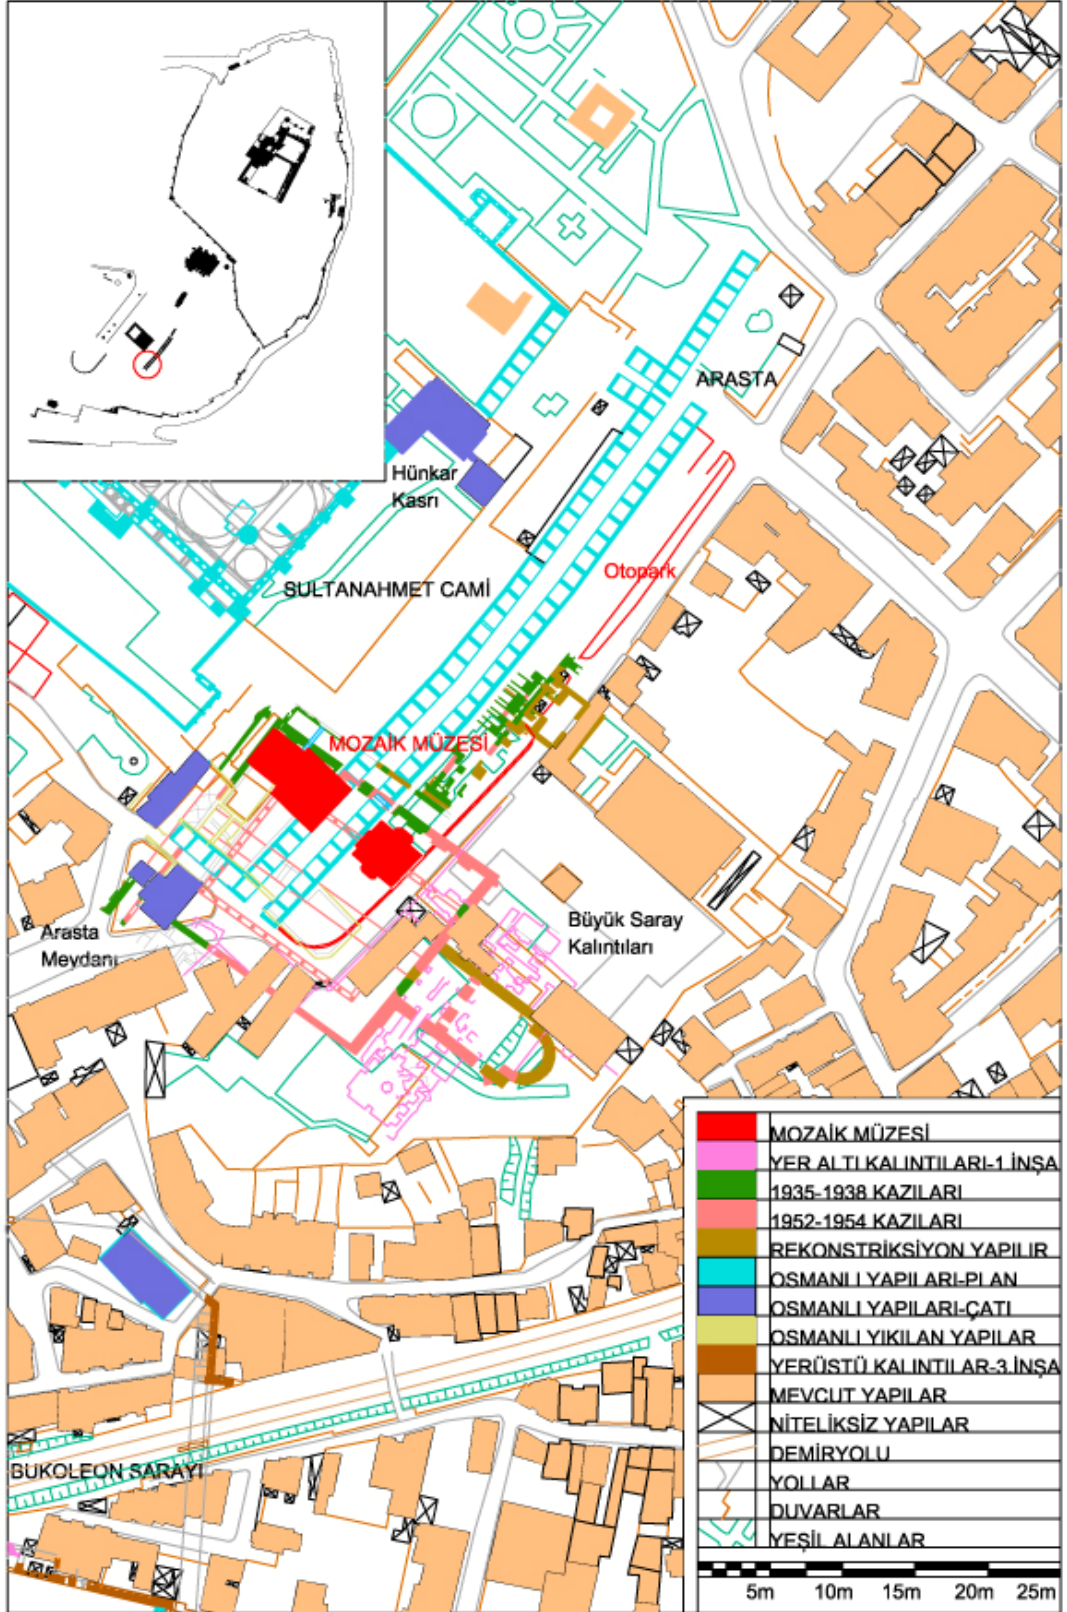 ARASTA
Hünkar
Kasrı
Otopark
SULTANAHMET CAMİ
MOZAİK MÜZESİ
Büyük Saray
Kalıntıları
Arasta
Meydanı
BUKOLEON SARAYI
MOZAİK MÜZESİ
YER ALTI KALINTILARI-1 İNŞA
1935-1938 KAZILARI
1952-1954 KAZILARI
REKONSTRİKSİYON YAPILIR
OSMANLI YAPILARI-PLAN
OSMANLI YAPILARI-ÇATI
OSMANLI YIKILAN YAPILAR
YERÜSTÜ KALINTILAR-3.İNŞA
MEVCUT YAPILAR
NİTELİKSİZ YAPILAR
DEMİRYOLU
YOLLAR
DUVARLAR
YEŞİL ALANLAR
5m 10m 15m 20m 25m